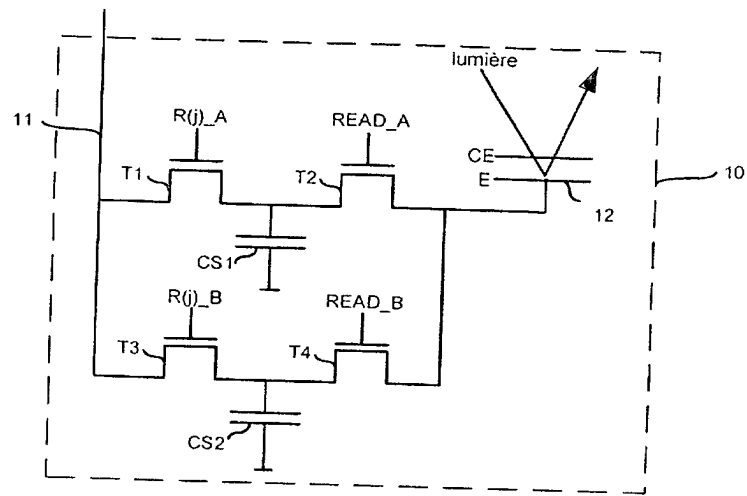 lumière
11
R(j)_A
READ_A
CE
10
T1
T2
E
12
CS1
R(j)_B
READ_B
T3
T4
CS2